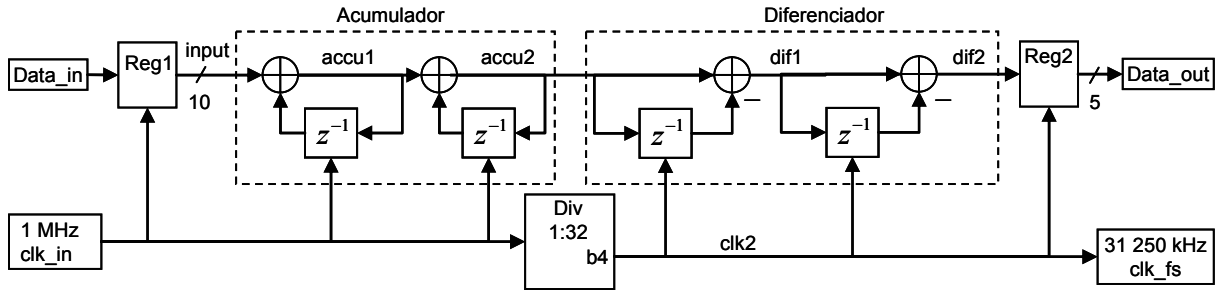 Acumulador
Diferenciador
Data_in
Reg1
input
10
accu1
accu2
dif1
dif2
Reg2
5
Data_out
z⁻¹
z⁻¹
z⁻¹
z⁻¹
−
−
1 MHz
clk_in
Div
1:32
b4
clk2
31 250 kHz
clk_fs